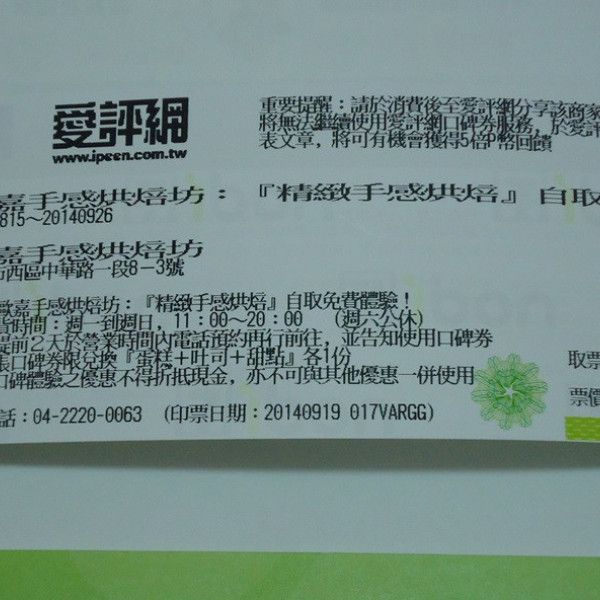 愛評網
www.ipeen.com.tw
重要提醒：請於消費後至愛評網分享該商家
將無法繼續使用愛評網口碑券服務，於愛評
表文章，將可有機會獲得5倍P幣回饋
嘉手感烘焙坊：『精緻手感烘焙』自取
815～20140926
嘉手感烘焙坊
市西區中華路一段8－3號
歐嘉手感烘焙坊：『精緻手感烘焙』自取免費體驗！
貨時間：週一到週日，11：00～20：00 （週六公休）
提前2天於營業時間內電話預約再行前往，並告知使用口碑券
張口碑券限兌換『蛋糕＋吐司＋甜點』各1份
口碑體驗之優惠不得折抵現金，亦不可與其他優惠一併使用
話：04-2220-0063 （印票日期：20140919 017VARGG）
取票
票價